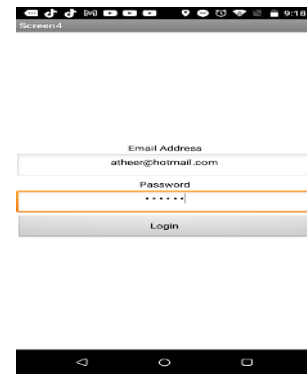 9:18
Screen4
Email Address
atheer@hotmail.com
Password
••••••
Login